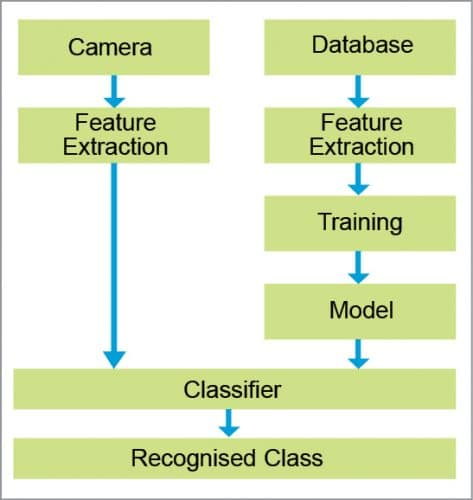 Camera
Feature
Extraction
Database
Feature
Extraction
Training
Model
Classifier
Recognised Class